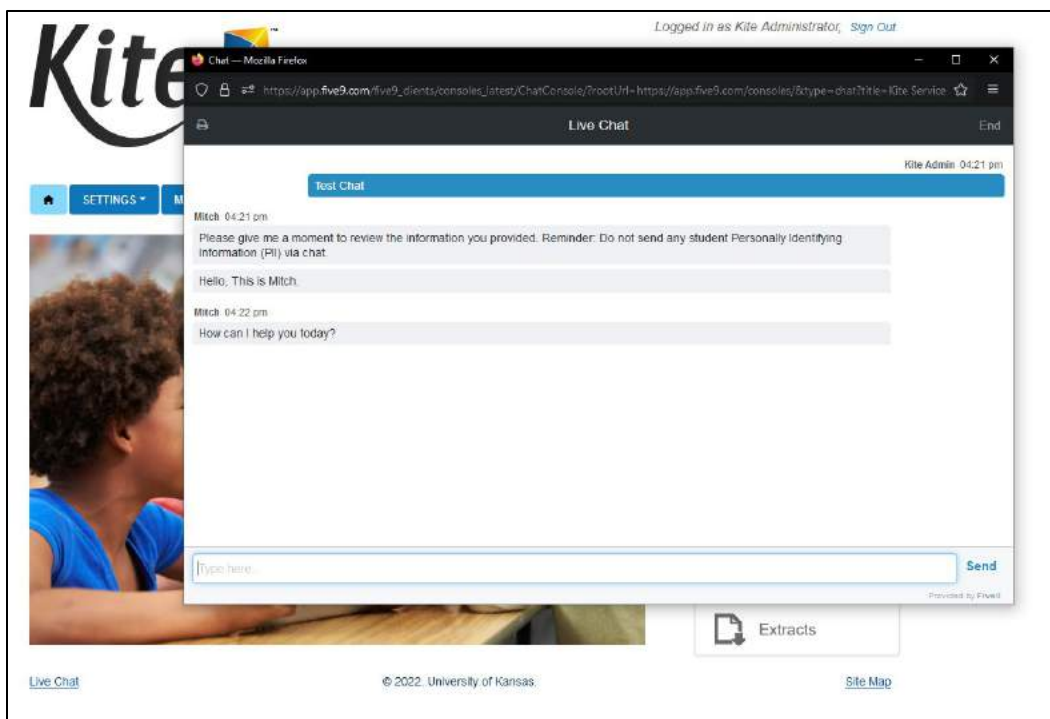 Logged in as Kite Administrator, Sign Out
Kite
Chat — Mozilla Firefox
https://app.five9.com/five9_clients/consoles_latest/ChatConsole/?rootUrl=https://app.five9.com/consoles/&type=chat?title=Kite Service
Live Chat
End
Kite Admin 04:21 pm
Test Chat
SETTINGS
M
Mitch 04:21 pm
Please give me a moment to review the information you provided. Reminder: Do not send any student Personally Identifying
Information (PII) via chat.
Hello, This is Mitch.
Mitch 04:22 pm
How can I help you today?
Type here...
Send
Provided by Five9
Extracts
Live Chat
© 2022. University of Kansas.
Site Map